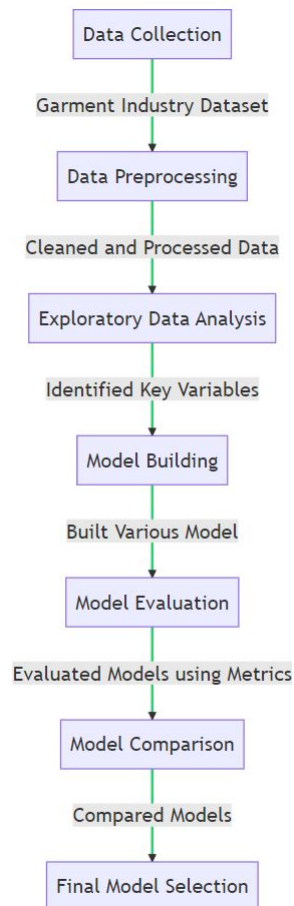 Data Collection
Garment Industry Dataset
Data Preprocessing
Cleaned and Processed Data
Exploratory Data Analysis
Identified Key Variables
Model Building
Built Various Model
Model Evaluation
Evaluated Models using Metrics
Model Comparison
Compared Models
Final Model Selection